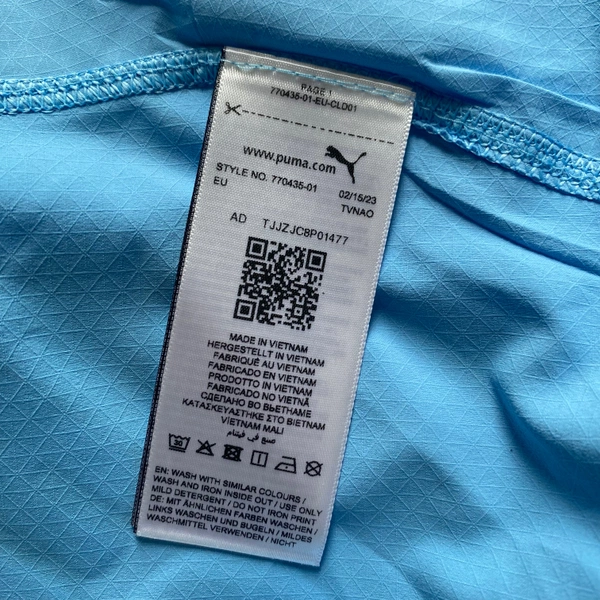 PAGE 1
770435-01-EU-CLD01
www.puma.com
STYLE NO. 770435-01 02/15/23
EU TVNAO
AD TJJZJCBP01477
MADE IN VIETNAM
HERGESTELLT IN VIETNAM
FABRIQUÉ AU VIETNAM
FABRICADO EN VIETNAM
PRODOTTO IN VIETNAM
FABRICADO NO VIETNÃ
СДЕЛАНО ВО ВЬЕТНАМЕ
ΚΑΤΑΣΚΕΥΑΣΤΗΚΕ ΣΤΟ ΒΙΕΤΝΑΜ
VİETNAM MALI
صنع في فيتنام
30
EN: WASH WITH SIMILAR COLOURS /
WASH AND IRON INSIDE OUT / USE ONLY
MILD DETERGENT / DO NOT IRON PRINT
DE: MIT ÄHNLICHEN FARBEN WASCHEN /
LINKS WASCHEN UND BÜGELN / MILDES
WASCHMITTEL VERWENDEN / NICHT